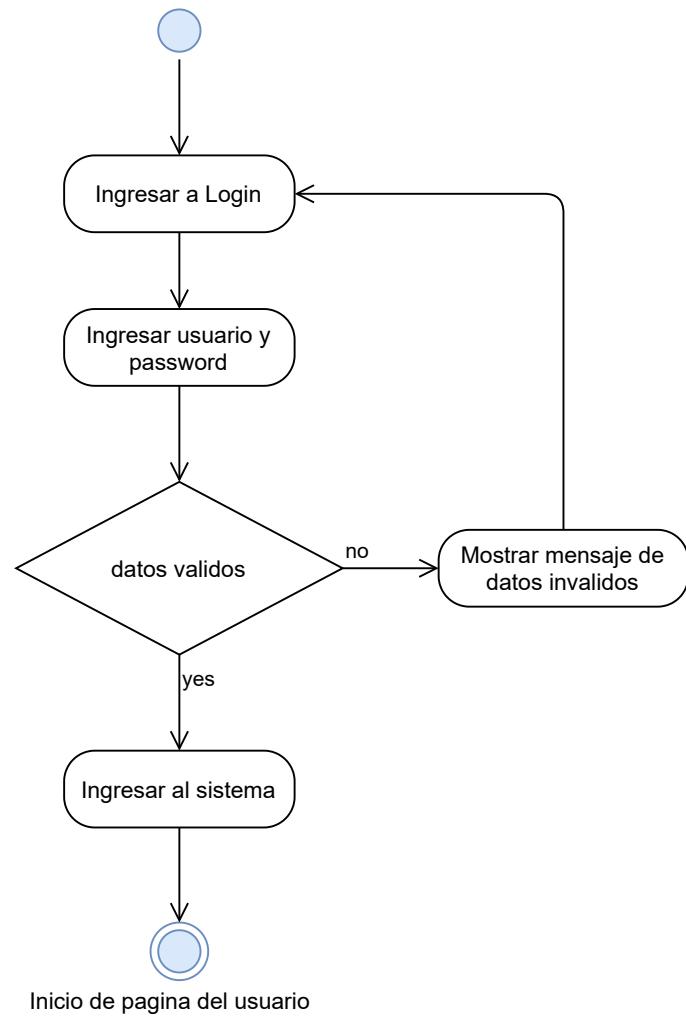 Ingresar a Login
Ingresar usuario y
password
datos validos
no
Mostrar mensaje de
datos invalidos
yes
Ingresar al sistema
Inicio de pagina del usuario